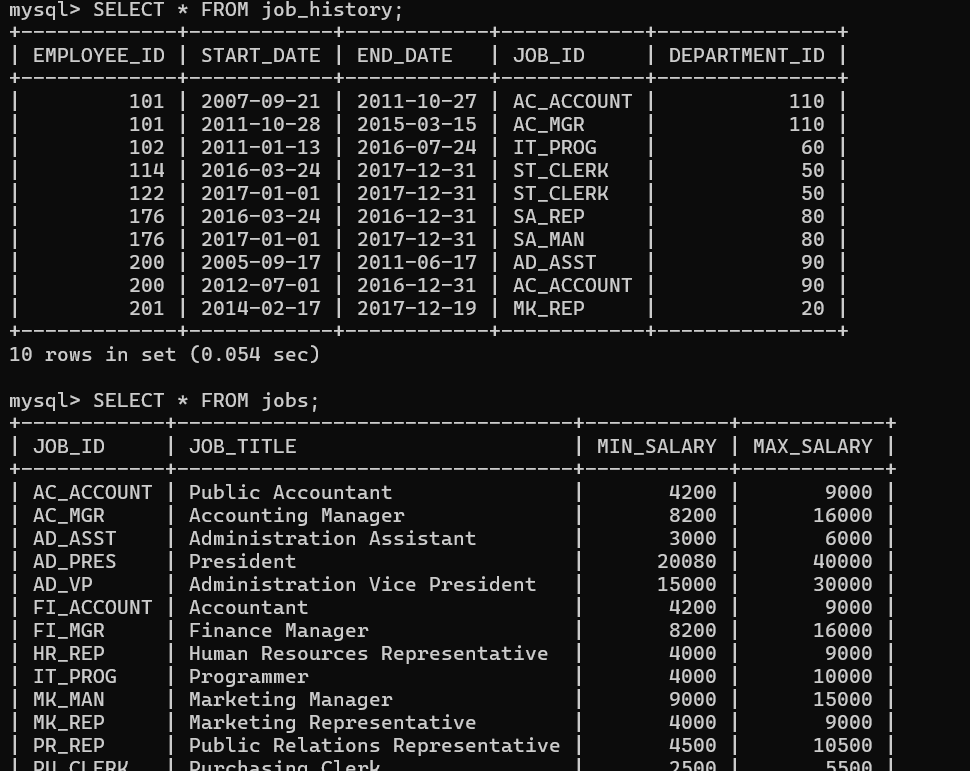 mysql> SELECT * FROM job_history;
+-------------+------------+------------+------------+---------------+
| EMPLOYEE_ID | START_DATE | END_DATE   | JOB_ID     | DEPARTMENT_ID |
+-------------+------------+------------+------------+---------------+
|         101 | 2007-09-21 | 2011-10-27 | AC_ACCOUNT |           110 |
|         101 | 2011-10-28 | 2015-03-15 | AC_MGR     |           110 |
|         102 | 2011-01-13 | 2016-07-24 | IT_PROG    |            60 |
|         114 | 2016-03-24 | 2017-12-31 | ST_CLERK   |            50 |
|         122 | 2017-01-01 | 2017-12-31 | ST_CLERK   |            50 |
|         176 | 2016-03-24 | 2016-12-31 | SA_REP     |            80 |
|         176 | 2017-01-01 | 2017-12-31 | SA_MAN     |            80 |
|         200 | 2005-09-17 | 2011-06-17 | AD_ASST    |            90 |
|         200 | 2012-07-01 | 2016-12-31 | AC_ACCOUNT |            90 |
|         201 | 2014-02-17 | 2017-12-19 | MK_REP     |            20 |
+-------------+------------+------------+------------+---------------+
10 rows in set (0.054 sec)

mysql> SELECT * FROM jobs;
+------------+---------------------------------+------------+------------+
| JOB_ID     | JOB_TITLE                       | MIN_SALARY | MAX_SALARY |
+------------+---------------------------------+------------+------------+
| AC_ACCOUNT | Public Accountant               |       4200 |       9000 |
| AC_MGR     | Accounting Manager              |       8200 |      16000 |
| AD_ASST    | Administration Assistant        |       3000 |       6000 |
| AD_PRES    | President                       |      20080 |      40000 |
| AD_VP      | Administration Vice President   |      15000 |      30000 |
| FI_ACCOUNT | Accountant                      |       4200 |       9000 |
| FI_MGR     | Finance Manager                 |       8200 |      16000 |
| HR_REP     | Human Resources Representative  |       4000 |       9000 |
| IT_PROG    | Programmer                      |       4000 |      10000 |
| MK_MAN     | Marketing Manager               |       9000 |      15000 |
| MK_REP     | Marketing Representative        |       4000 |       9000 |
| PR_REP     | Public Relations Representative |       4500 |      10500 |
| PU_CLERK   | Purchasing Clerk                |       2500 |       5500 |